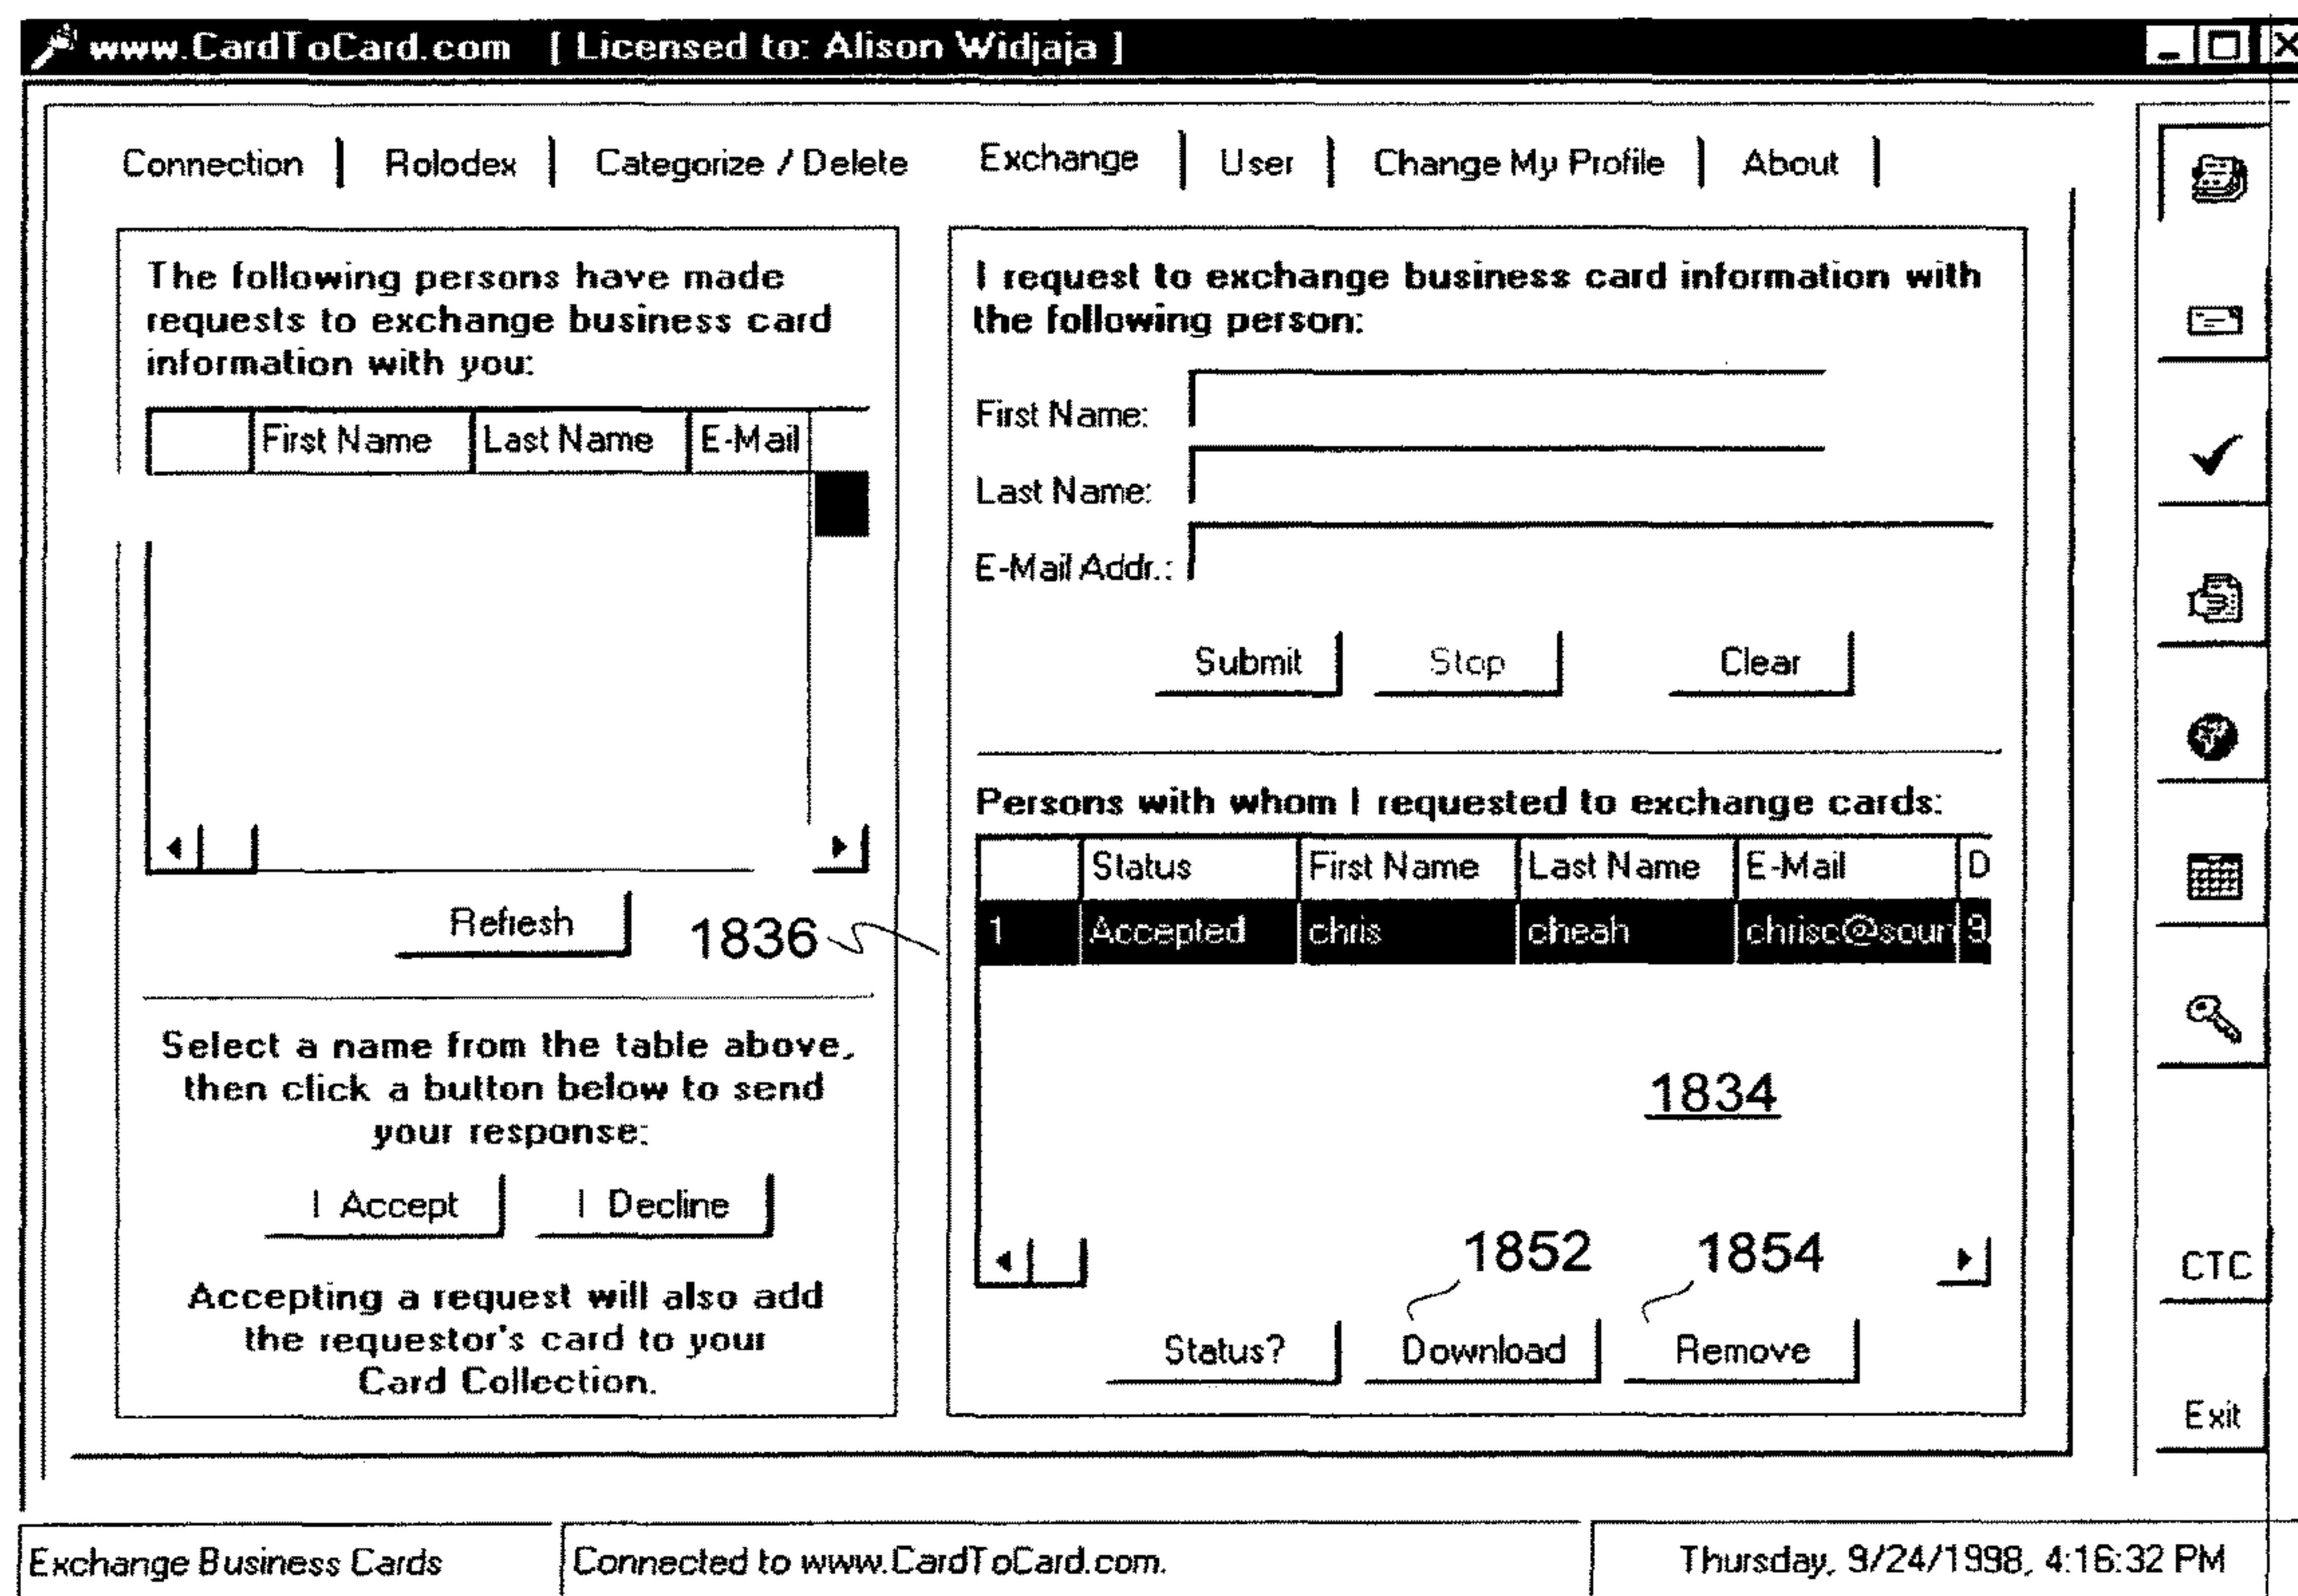 www.CardToCard.com [ Licensed to: Alison Widjaja ]
Connection Rolodex Categorize / Delete Exchange User Change My Profile About
The following persons have made
requests to exchange business card
information with you:
First Name Last Name E-Mail
Refresh
1836
Select a name from the table above,
then click a button below to send
your response:
I Accept I Decline
Accepting a request will also add
the requestor's card to your
Card Collection.
I request to exchange business card information with
the following person:
First Name:
Last Name:
E-Mail Addr.:
Submit Stop Clear
Persons with whom I requested to exchange cards:
Status First Name Last Name E-Mail D
1 Accepted chris cheah 9
1834
1852 1854
Status? Download Remove
CTC
Exit
Exchange Business Cards Connected to www.CardToCard.com. Thursday, 9/24/1998, 4:16:32 PM